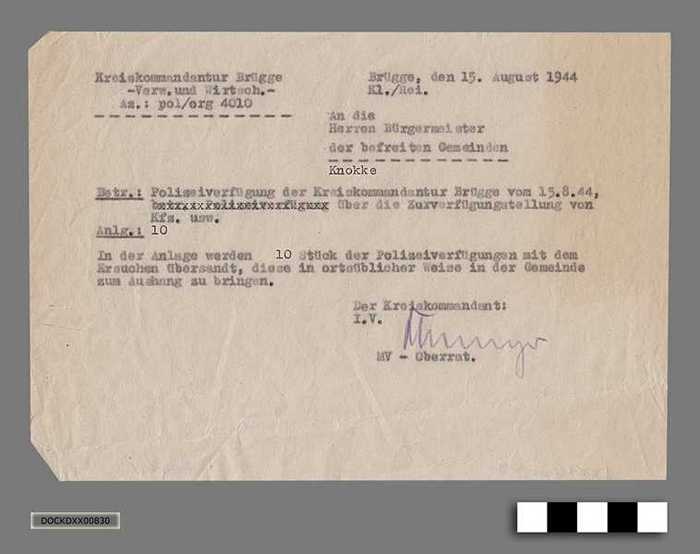 Kreiskommandantur Brügge
-Verw.und Wirtsch.-
Az.: pol/org 4010
Brügge, den 15. August 1944
Kl./Hei.
An die
Herren Bürgermeister
der befreiten Gemeinden
Knokke
Betr.: Polizeiverfügung der Kreiskommandantur Brügge vom 15.8.44,
über die Zurverfügungstellung von
Kfz. usw.
Anlg.: 10
In der Anlage werden 10 Stück der Polizeiverfügungen mit dem
Ersuchen übersandt, diese in ortsüblicher Weise in der Gemeinde
zum Aushang zu bringen.
Der Kreiskommandant:
I.V.
MV - Oberrat.
DOCKDXX00830